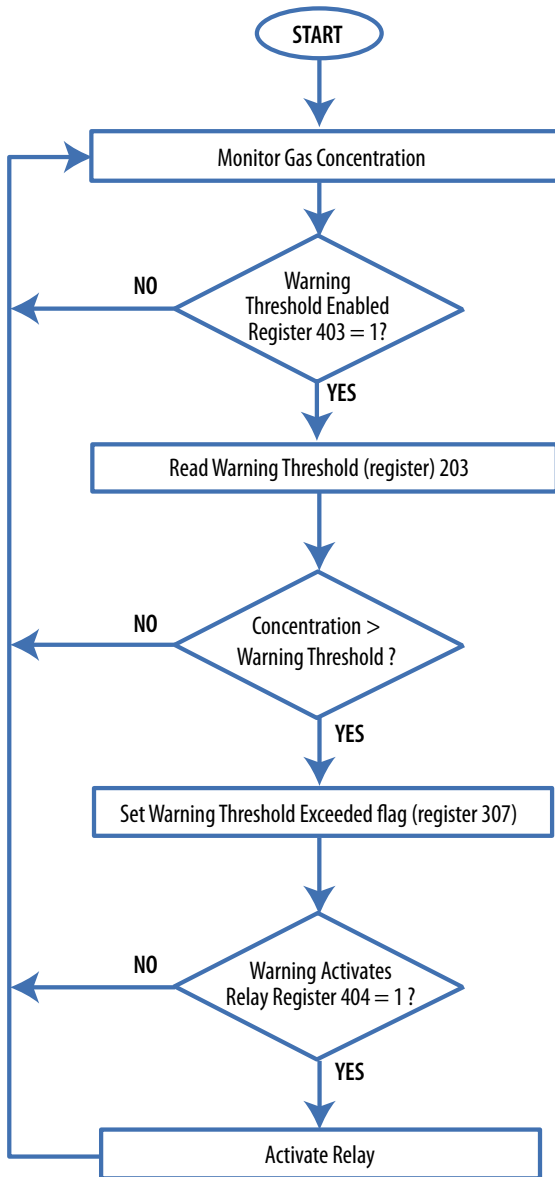 START
Monitor Gas Concentration
Warning
Threshold Enabled
Register 403 = 1?
NO
YES
Read Warning Threshold (register) 203
Concentration >
Warning Threshold ?
NO
YES
Set Warning Threshold Exceeded flag (register 307)
Warning Activates
Relay Register 404 = 1 ?
NO
YES
Activate Relay